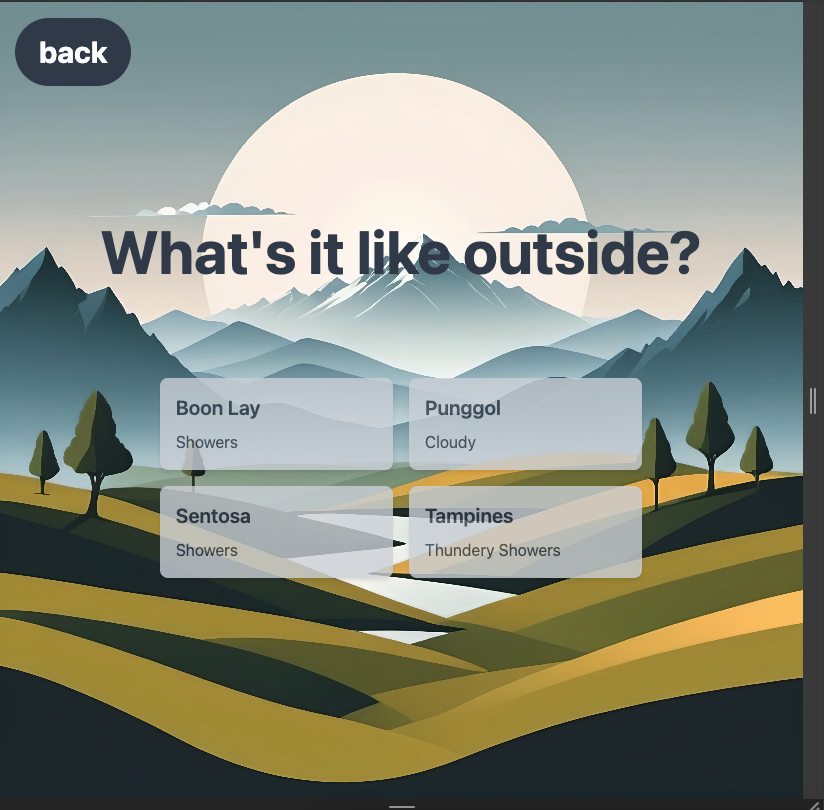 back
What's it like outside?
Boon Lay
Showers
Punggol
Cloudy
Sentosa
Showers
Tampines
Thundery Showers